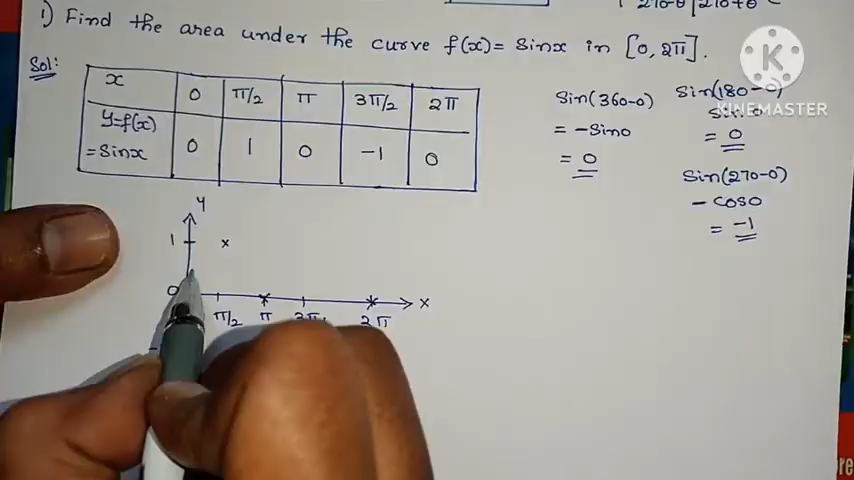 1) Find the area under the curve f(x) = Sinx in [0, 2π].
Sol:
x 0 π/2 π 3π/2 2π
y=f(x)
=Sinx 0 1 0 -1 0
Sin(360-0)
= -Sin0
= 0
Sin(180-0)
= 0
Sin(270-0)
- Cos0
= -1
KINEMASTER
Y
1
0
π/2 π 2π
X